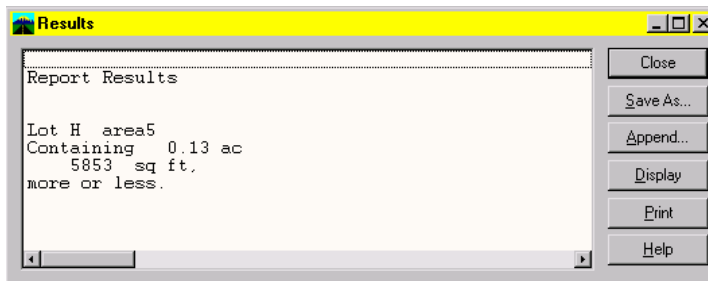 Results
Report Results
Lot H  area5
Containing   0.13 ac
    5853  sq ft,
more or less.
Close
Save As...
Append...
Display
Print
Help